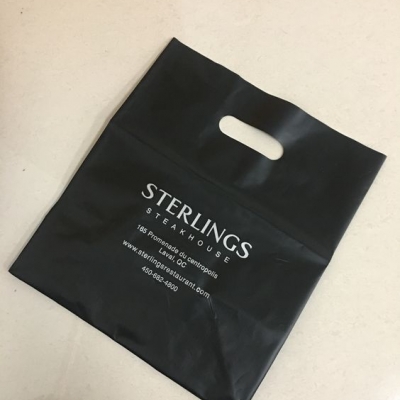 STERLINGS
STEAKHOUSE
165 Promenade du centropolis
Laval, QC
www.sterlingsrestaurant.com
450-682-4800